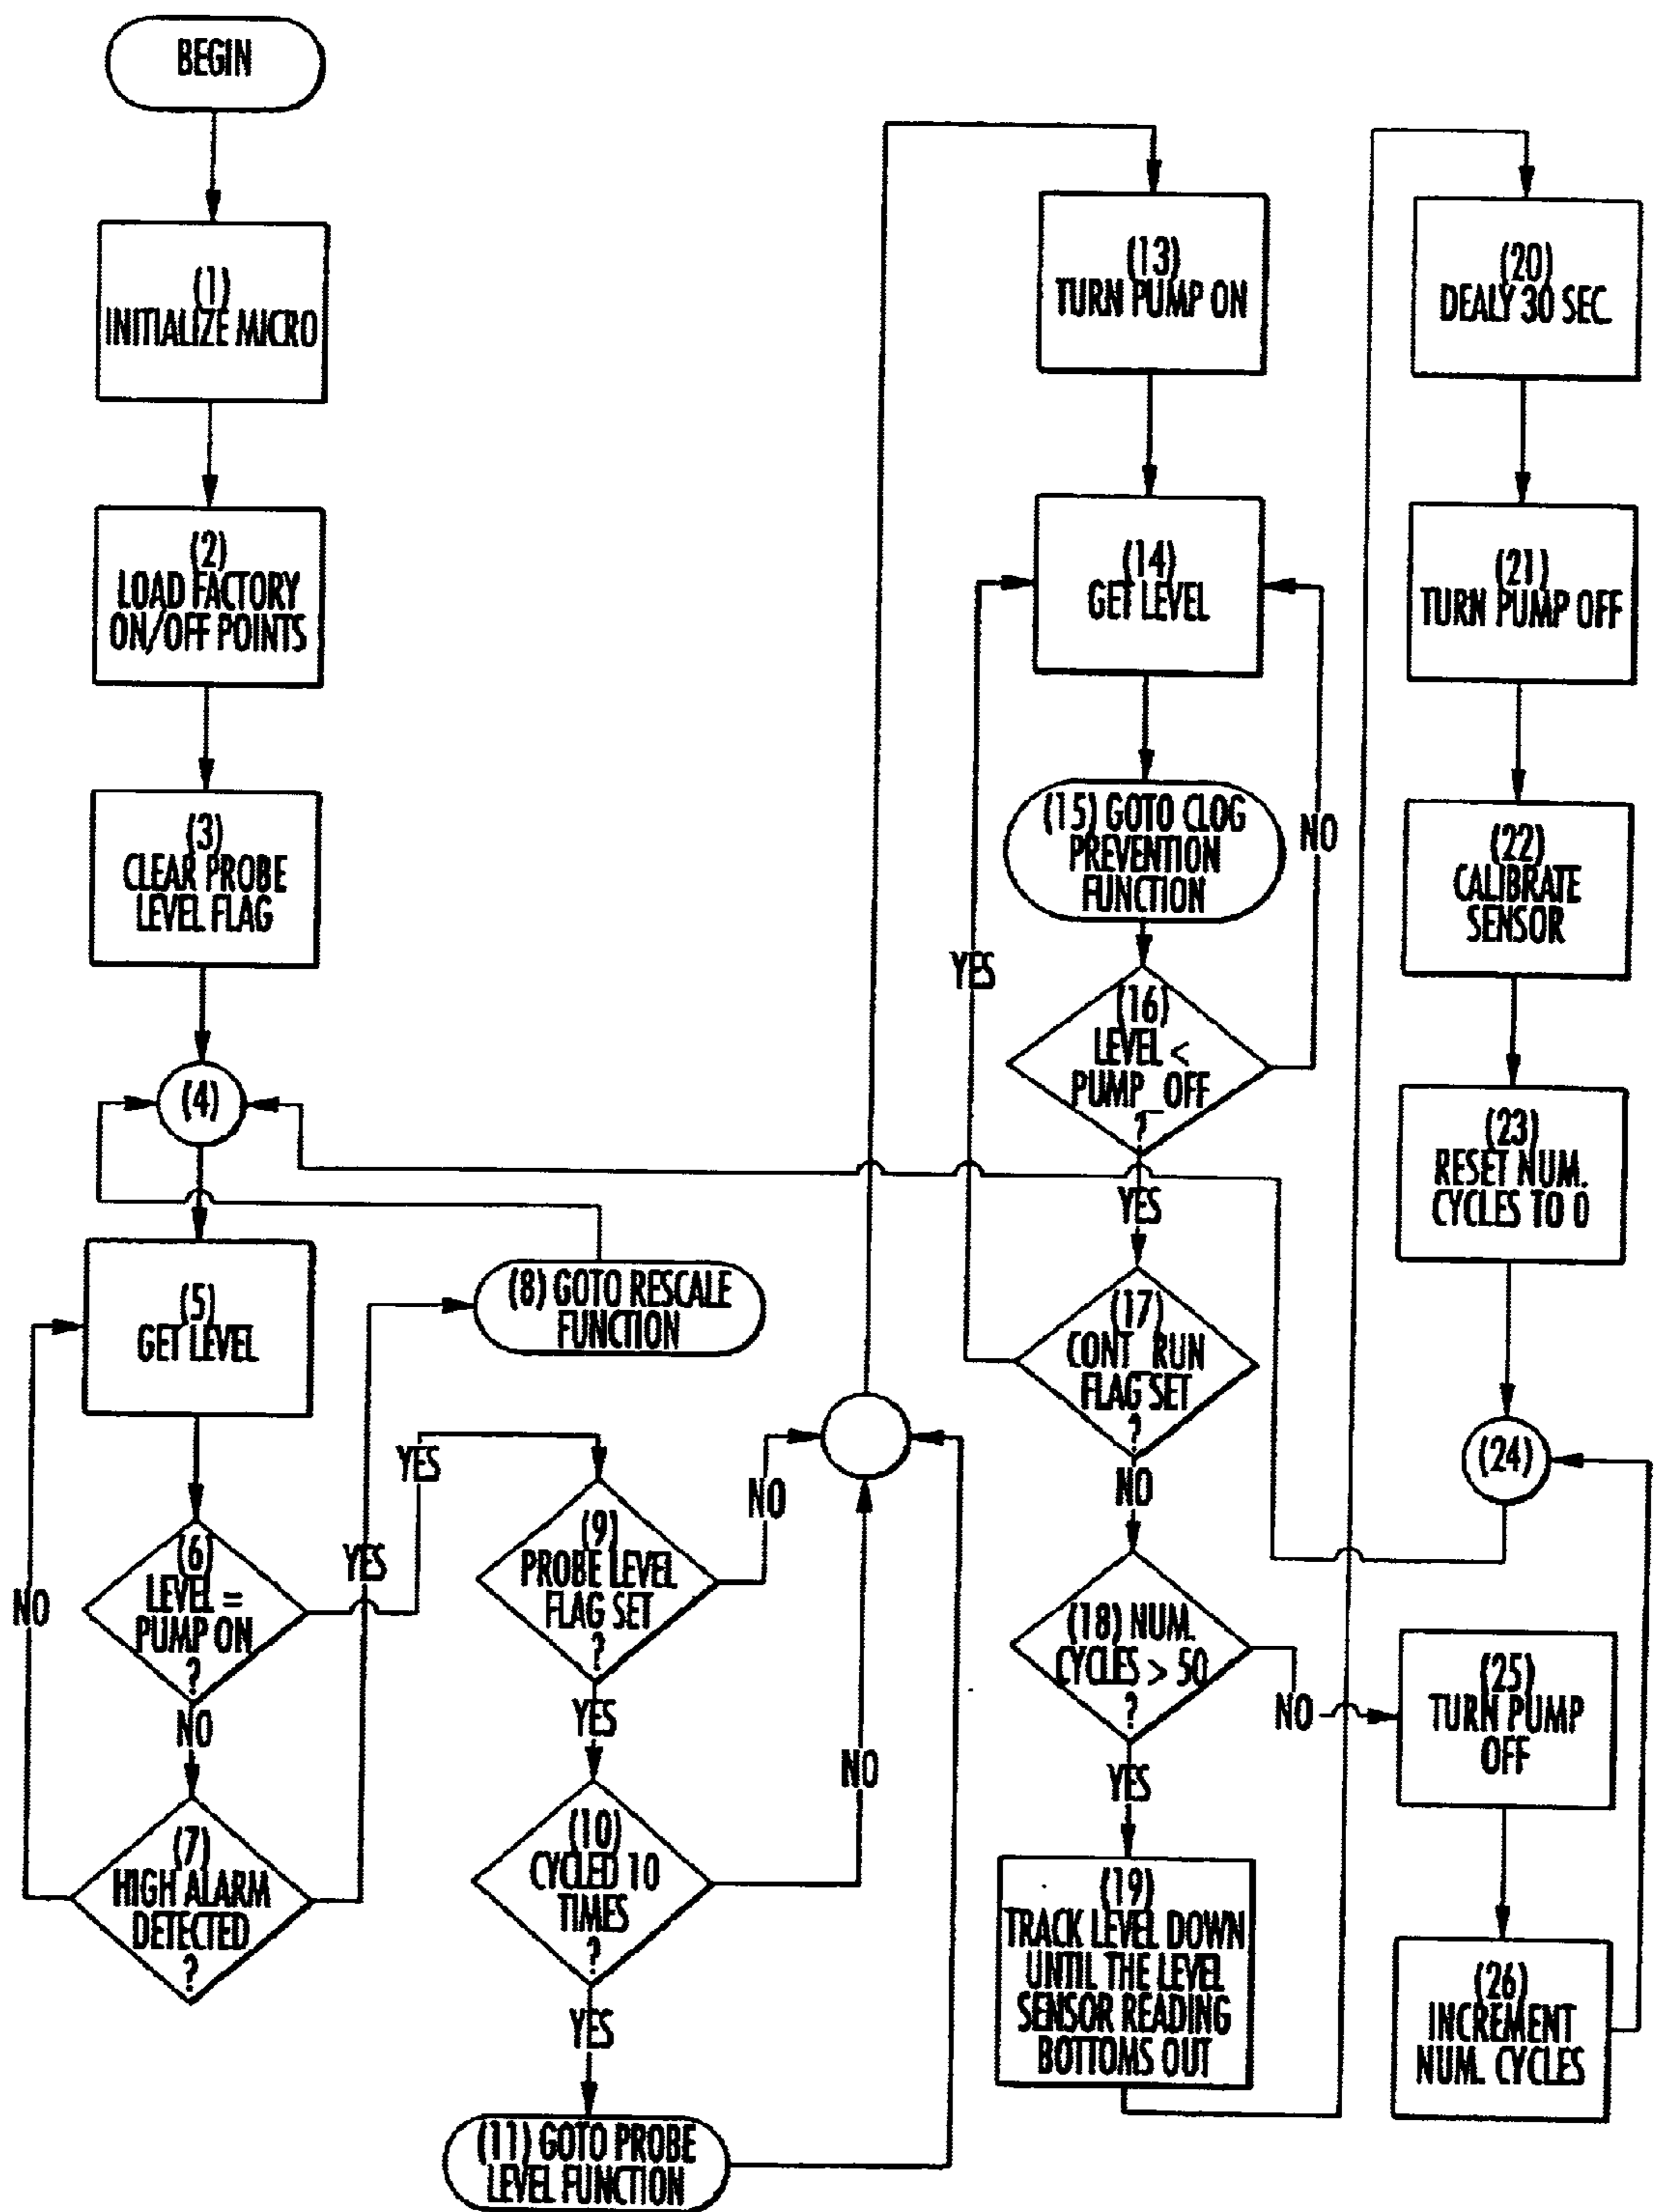 BEGIN
(1)
INITIALIZE MICRO
(2)
LOAD FACTORY
ON/OFF POINTS
(3)
CLEAR PROBE
LEVEL FLAG
(4)
(5)
GET LEVEL
(6)
LEVEL =
PUMP ON
?
YES
NO
(7)
HIGH ALARM
DETECTED
?
NO
YES
(8) GOTO RESCALE
FUNCTION
(9)
PROBE LEVEL
FLAG SET
?
NO
YES
(10)
CYCLED 10
TIMES
?
NO
YES
(11) GOTO PROBE
LEVEL FUNCTION
(13)
TURN PUMP ON
(14)
GET LEVEL
(15) GOTO CLOG
PREVENTION
FUNCTION
(16)
LEVEL <
PUMP_OFF
?
NO
YES
(17)
CONT_RUN
FLAG SET
?
YES
NO
(18) NUM.
CYCLES > 50
?
NO
YES
(19)
TRACK LEVEL DOWN
UNTIL THE LEVEL
SENSOR READING
BOTTOMS OUT
(20)
DEALY 30 SEC.
(21)
TURN PUMP OFF
(22)
CALIBRATE
SENSOR
(23)
RESET NUM.
CYCLES TO 0
(24)
(25)
TURN PUMP
OFF
(26)
INCREMENT
NUM. CYCLES